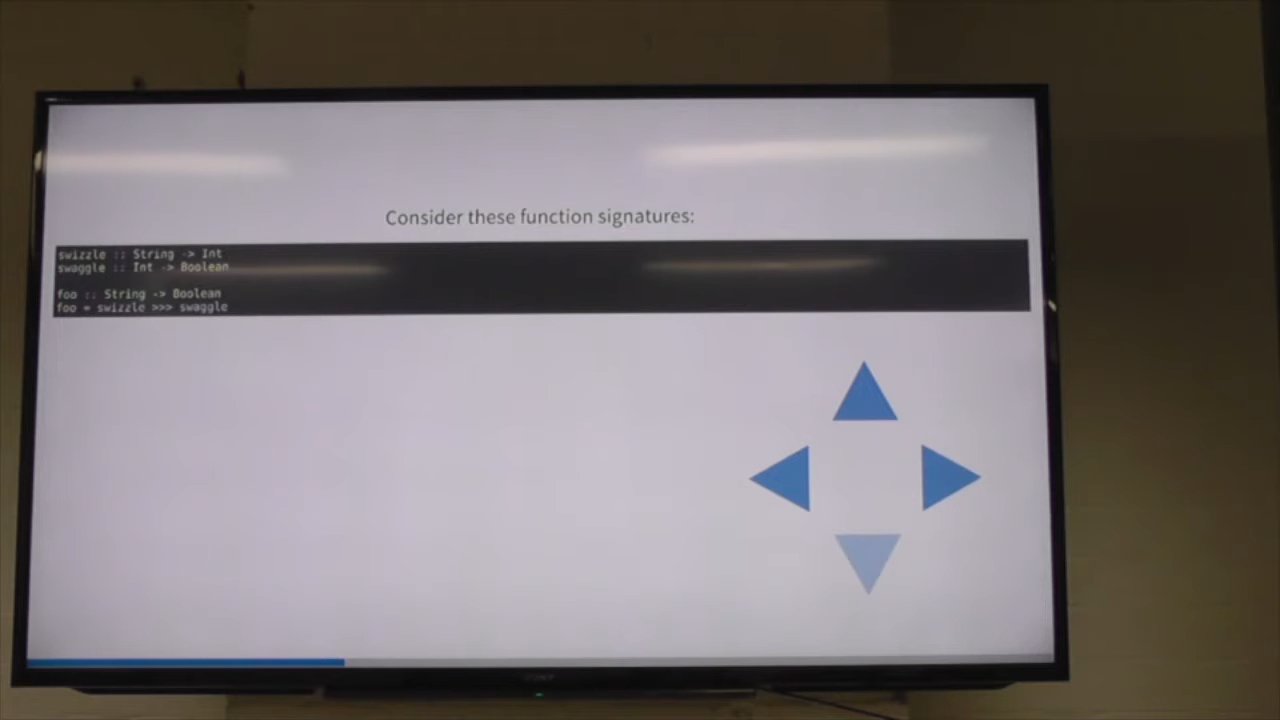 Consider these function signatures:
swizzle :: String -> Int
swaggle :: Int -> Boolean
foo :: String -> Boolean
foo = swizzle >>> swaggle